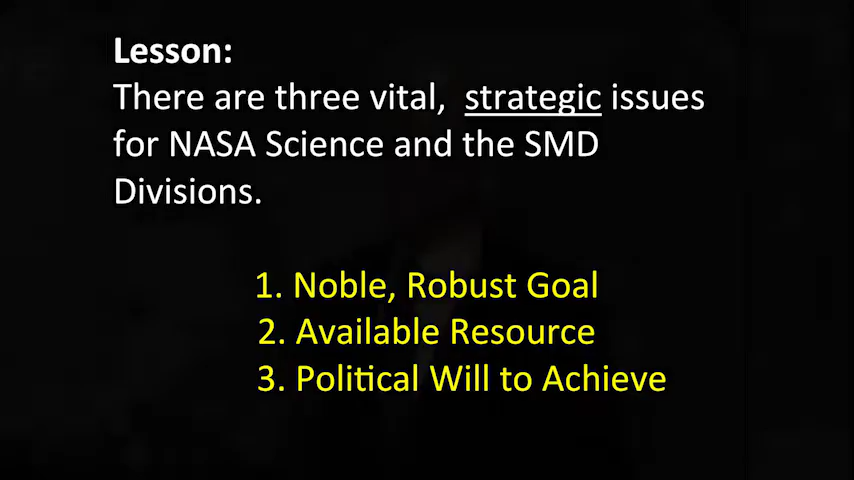 Lesson:
There are three vital, strategic issues
for NASA Science and the SMD
Divisions.
1. Noble, Robust Goal
2. Available Resource
3. Political Will to Achieve